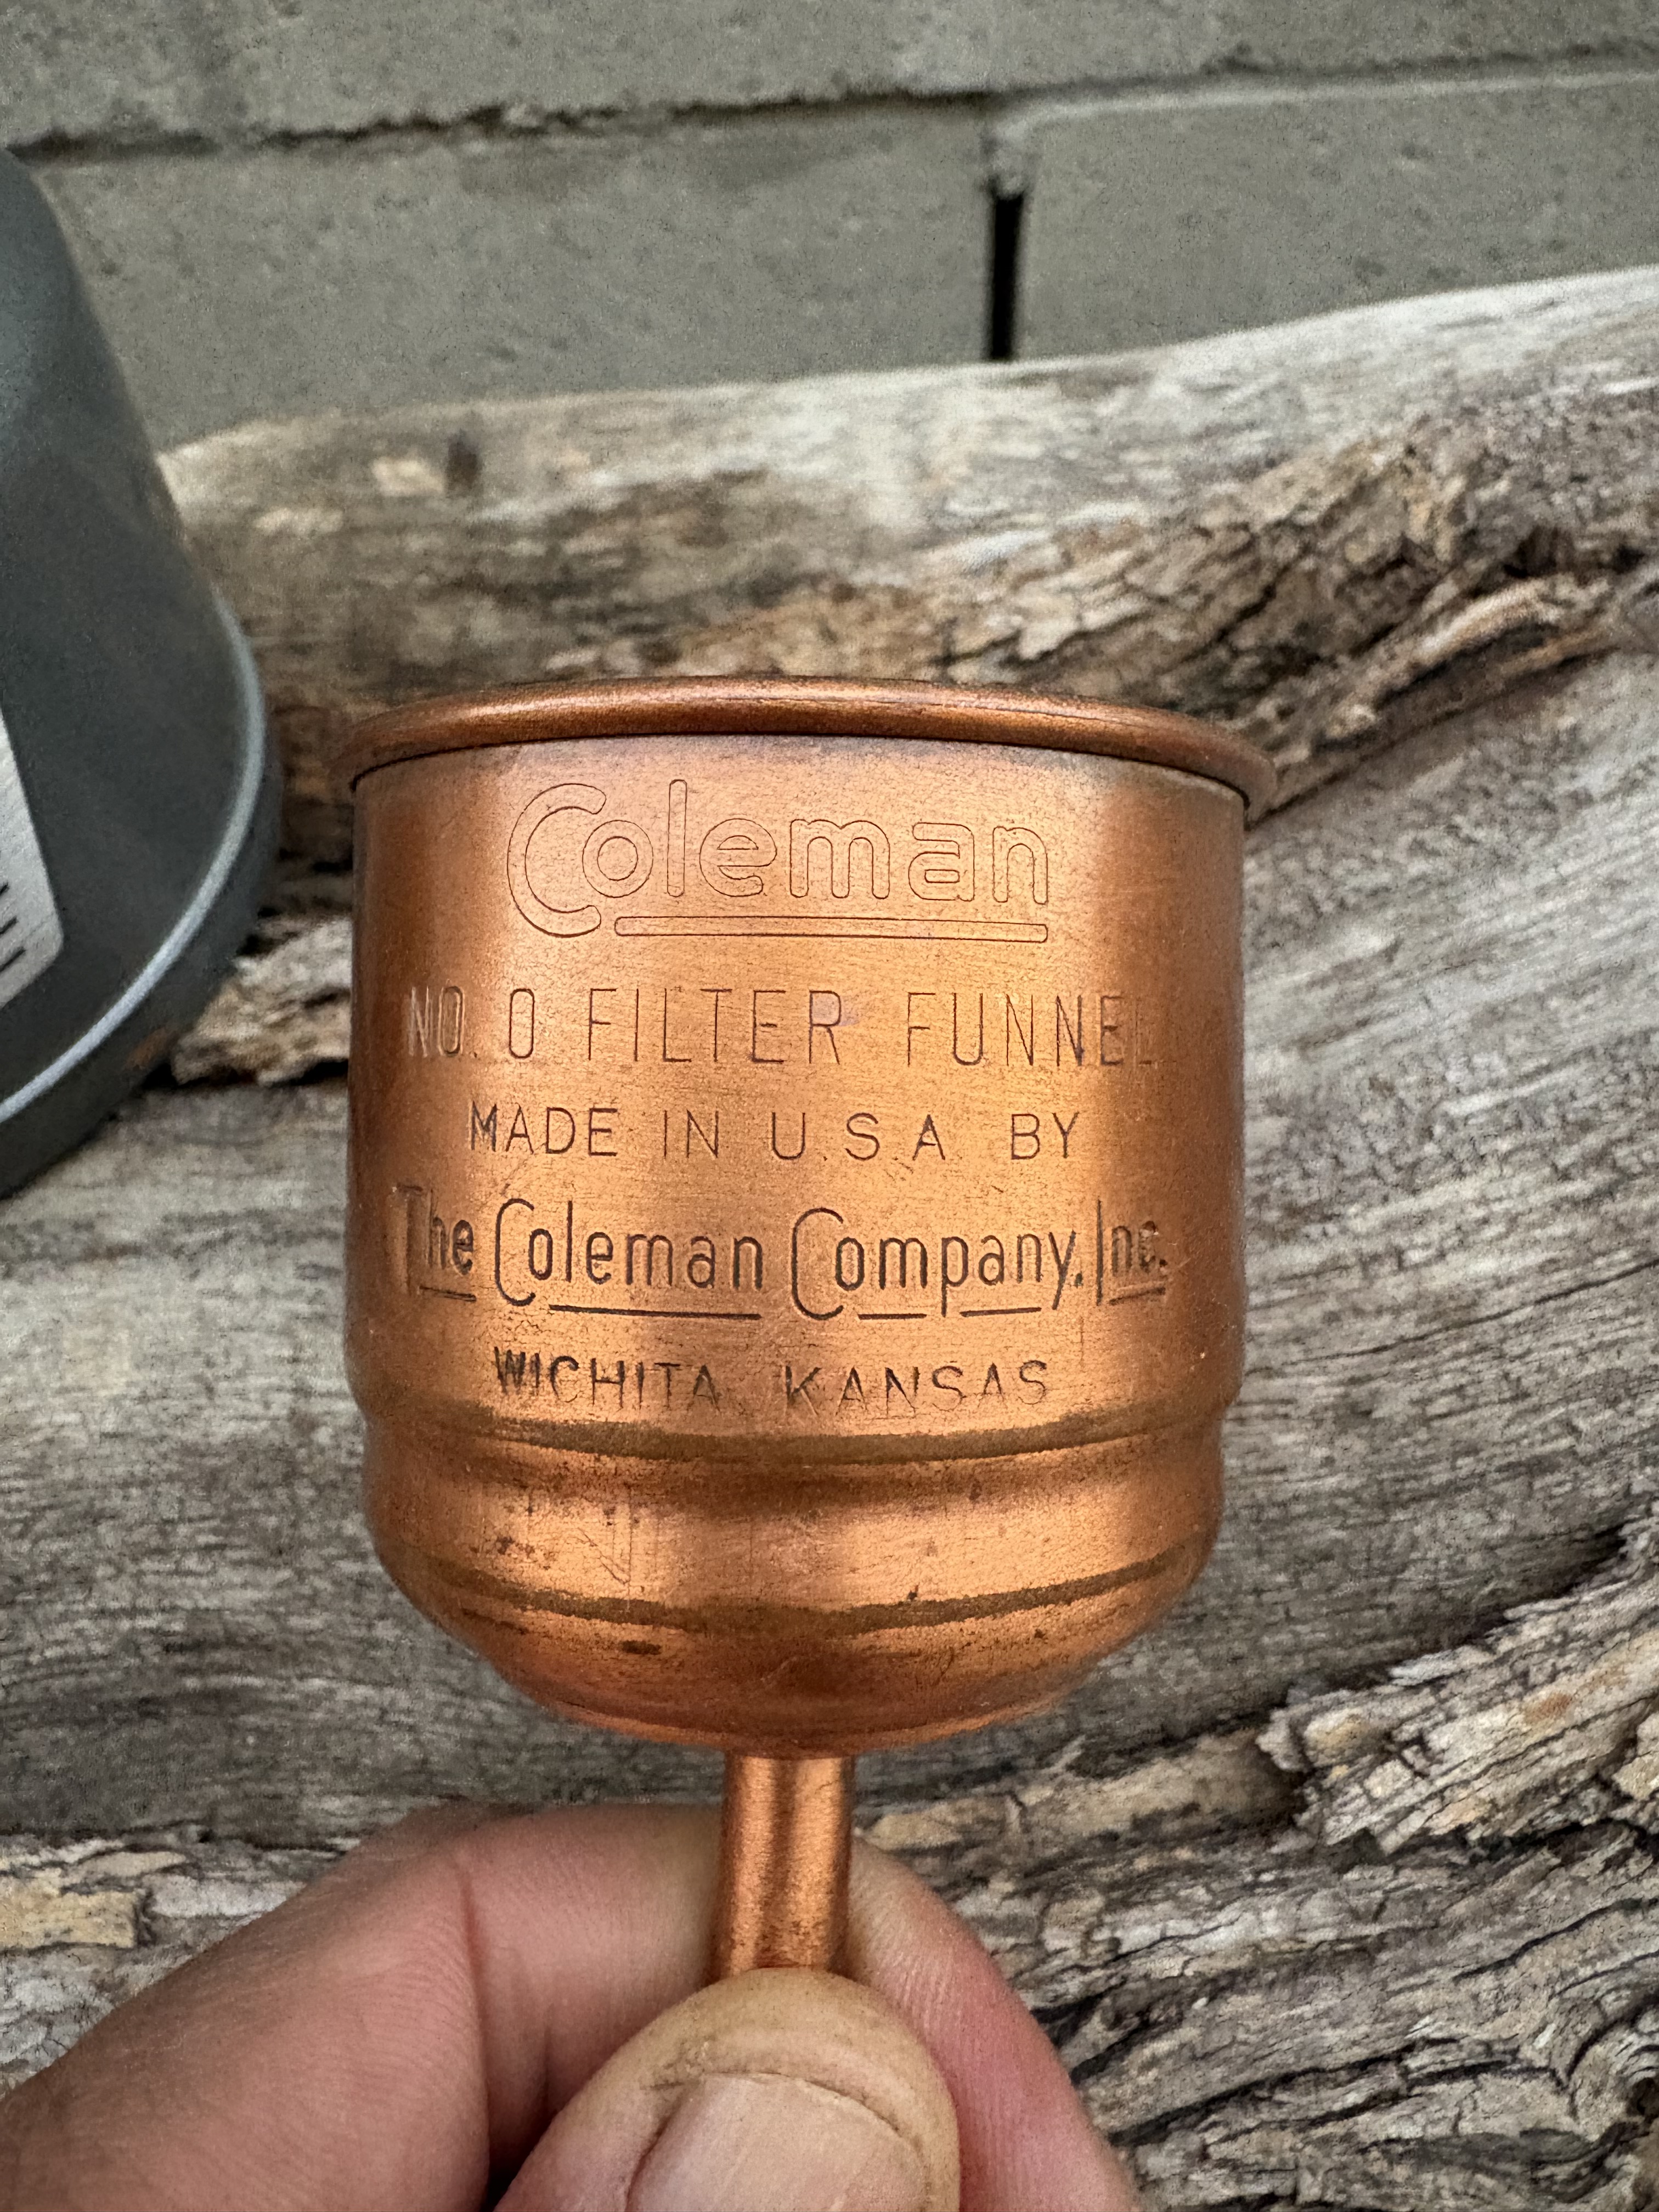 Coleman
NO. 0 FILTER FUNNEL
MADE IN U.S.A. BY
The Coleman Company, Inc.
WICHITA, KANSAS